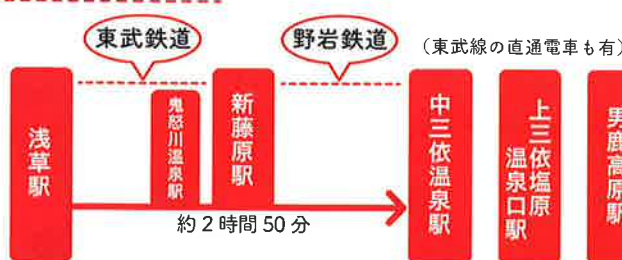 東武鉄道
野岩鉄道
（東武線の直通電車も有）
浅草駅
鬼怒川温泉駅
新藤原駅
中三依温泉駅
上三依塩原
温泉口駅
男鹿高原駅
約2時間50分